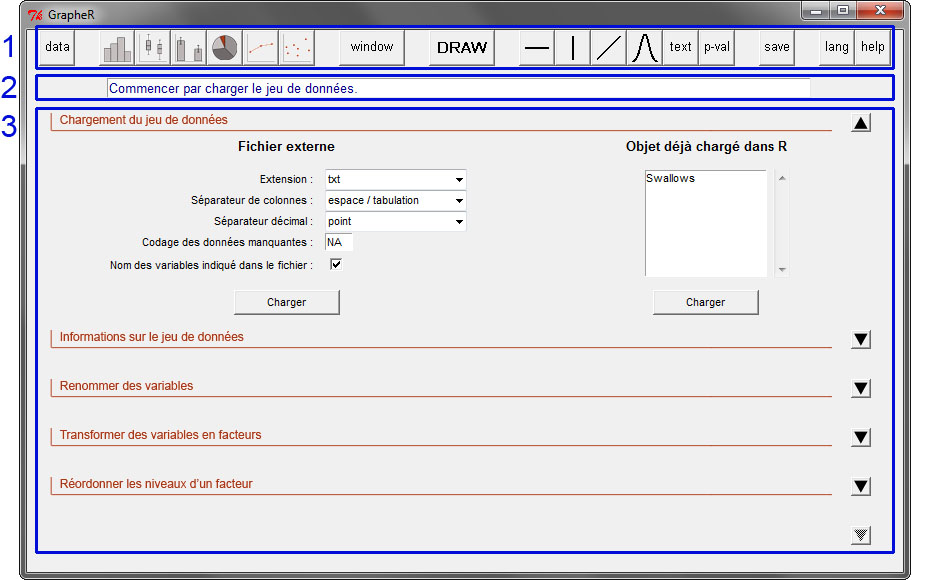 GrapheR
1
data
window
DRAW
text
p-val
save
lang
help
2
Commencer par charger le jeu de données.
3
Chargement du jeu de données
Fichier externe
Objet déjà chargé dans R
Extension :
txt
Swallows
Séparateur de colonnes :
espace / tabulation
Séparateur décimal :
point
Codage des données manquantes :
NA
Nom des variables indiqué dans le fichier :
Charger
Charger
Informations sur le jeu de données
Renommer des variables
Transformer des variables en facteurs
Réordonner les niveaux d'un facteur